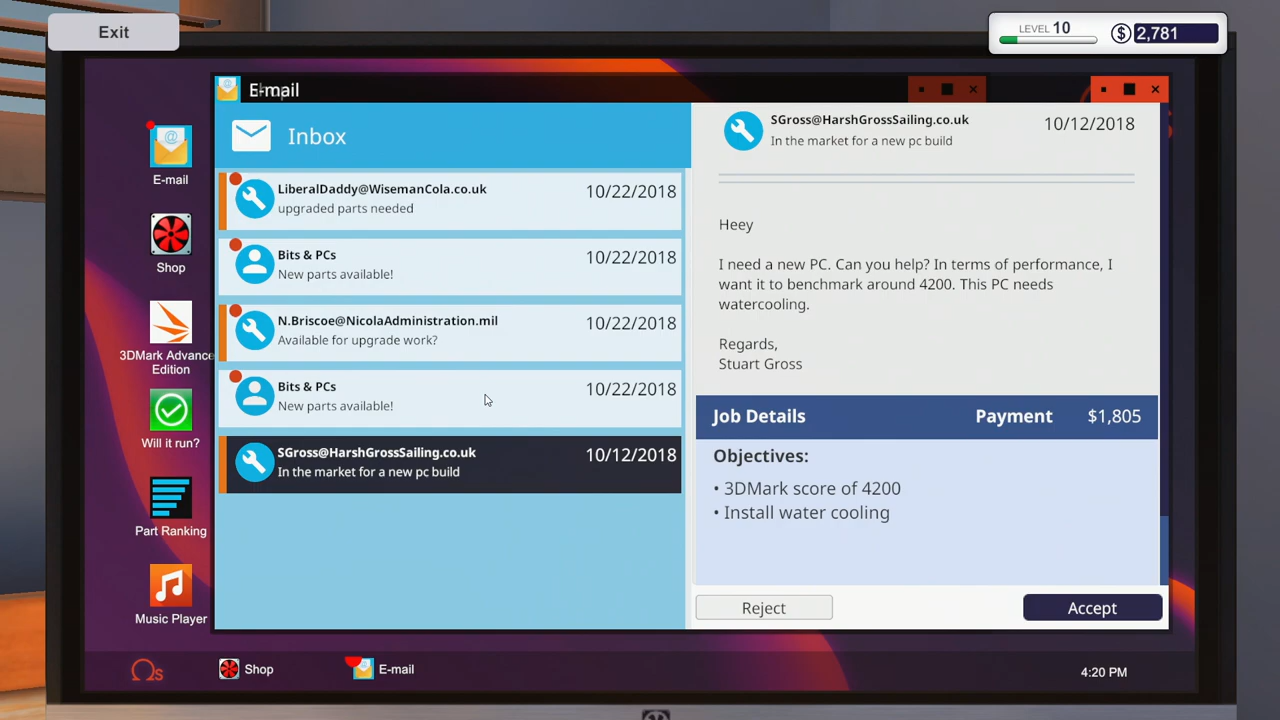 Exit
LEVEL 10
$ 2,781
E-mail
Inbox
LiberalDaddy@WisemanCola.co.uk
10/22/2018
upgraded parts needed
Bits & PCs
10/22/2018
New parts available!
N.Briscoe@NicolaAdministration.mil
10/22/2018
Available for upgrade work?
Bits & PCs
10/22/2018
New parts available!
SGross@HarshGrossSailing.co.uk
10/12/2018
In the market for a new pc build
SGross@HarshGrossSailing.co.uk
10/12/2018
In the market for a new pc build
Heey
I need a new PC. Can you help? In terms of performance, I
want it to benchmark around 4200. This PC needs
watercooling.
Regards,
Stuart Gross
Job Details
Payment $1,805
Objectives:
• 3DMark score of 4200
• Install water cooling
Reject
Accept
E-mail
Shop
3DMark Advance
Edition
Will it run?
Part Ranking
Music Player
Shop
E-mail
4:20 PM